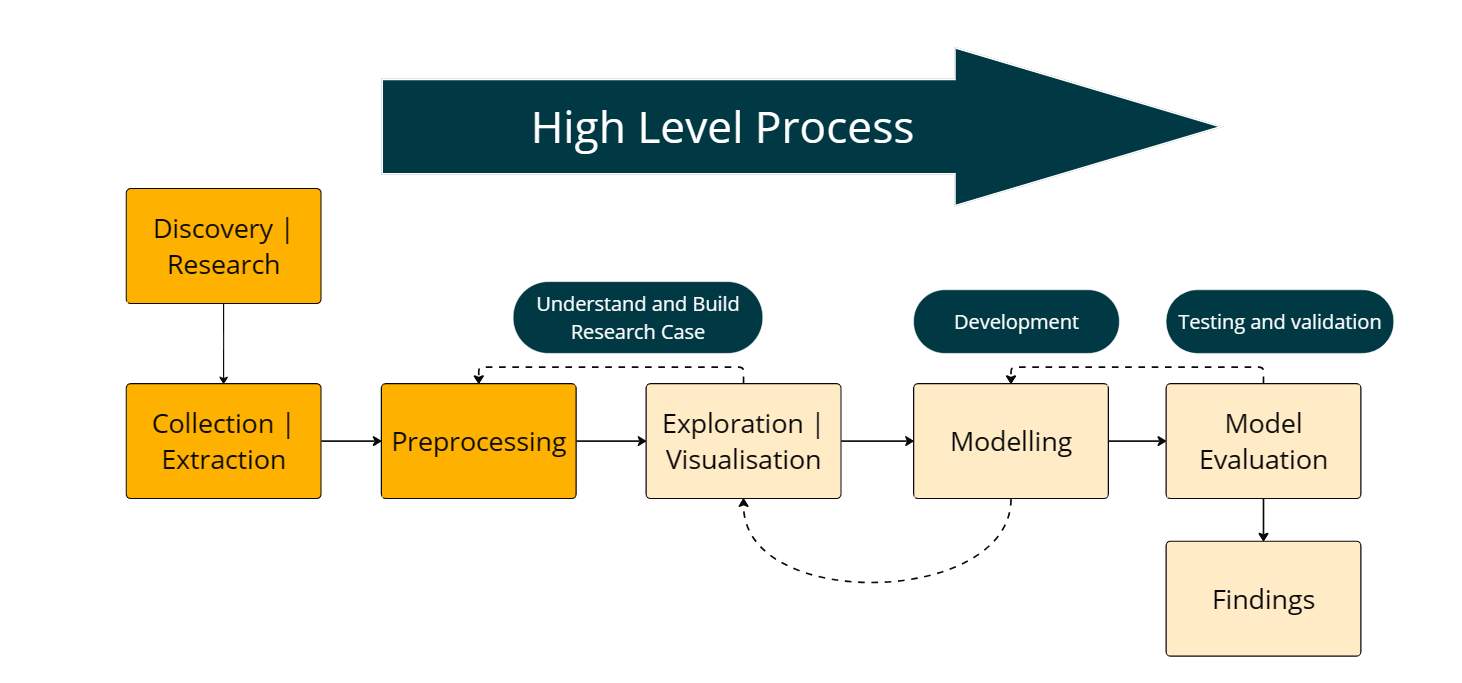 High Level Process
Discovery |
Research
Understand and Build
Research Case
Development
Testing and validation
Collection |
Extraction
Preprocessing
Exploration |
Visualisation
Modelling
Model
Evaluation
Findings